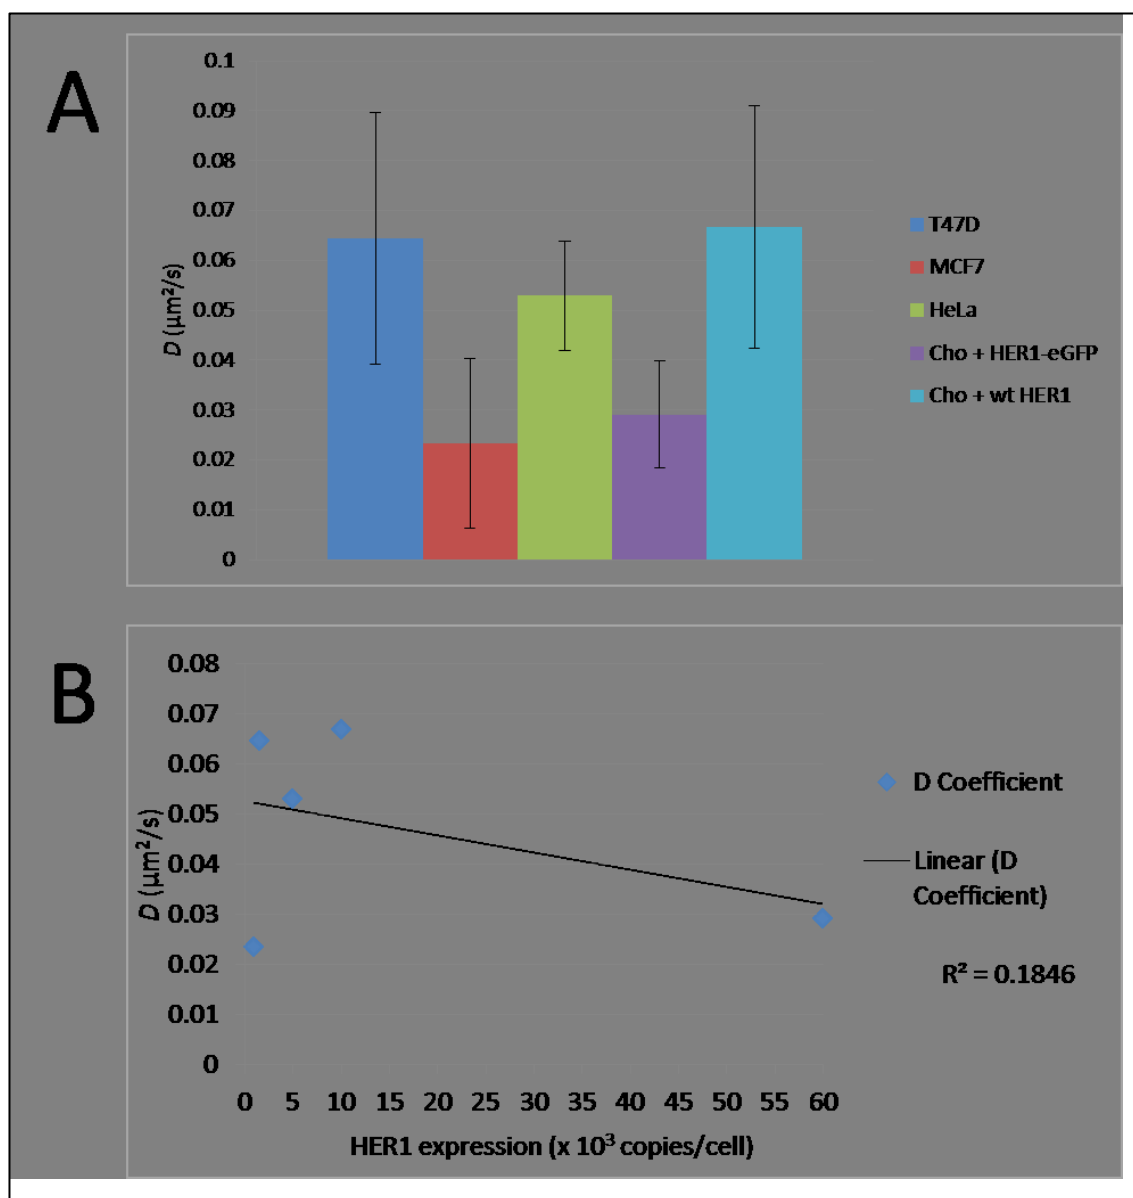 A
0.1
0.09
0.08
0.07
0.06
0.05
0.04
0.03
0.02
0.01
0
D (µm²/s)
T47D
MCF7
HeLa
Cho + HER1-eGFP
Cho + wt HER1
B
0.08
0.07
0.06
0.05
0.04
0.03
0.02
0.01
0
D (µm²/s)
0 5 10 15 20 25 30 35 40 45 50 55 60
HER1 expression (x 10³ copies/cell)
D Coefficient
Linear (D
Coefficient)
R² = 0.1846